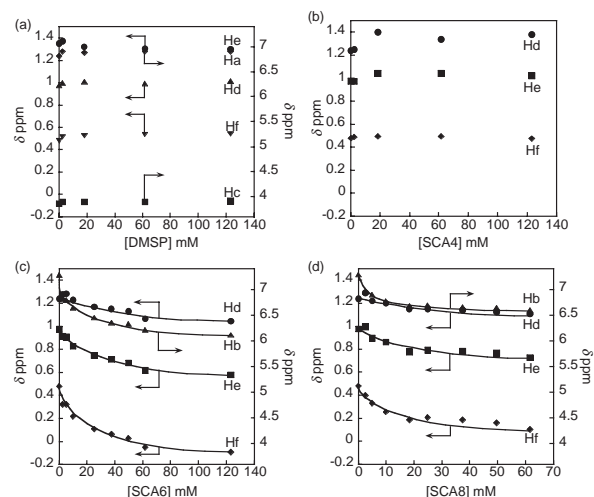 (a)
1.4
1.2
1
0.8
0.6
0.4
0.2
0
-0.2
δ ppm
7
6.5
6
5.5
5
4.5
4
δ ppm
He
Ha
Hd
Hf
Hc
0 20 40 60 80 100 120 140
[DMSP] mM
(b)
1.4
1.2
1
0.8
0.6
0.4
0.2
0
-0.2
δ ppm
Hd
He
Hf
0 20 40 60 80 100 120 140
[SCA4] mM
(c)
1.4
1.2
1
0.8
0.6
0.4
0.2
0
-0.2
δ ppm
7
6.5
6
5.5
5
4.5
4
δ ppm
Hd
Hb
He
Hf
0 20 40 60 80 100 120 140
[SCA6] mM
(d)
1.4
1.2
1
0.8
0.6
0.4
0.2
0
-0.2
δ ppm
7
6.5
6
5.5
5
4.5
4
δ ppm
Hb
Hd
He
Hf
0 10 20 30 40 50 60 70
[SCA8] mM